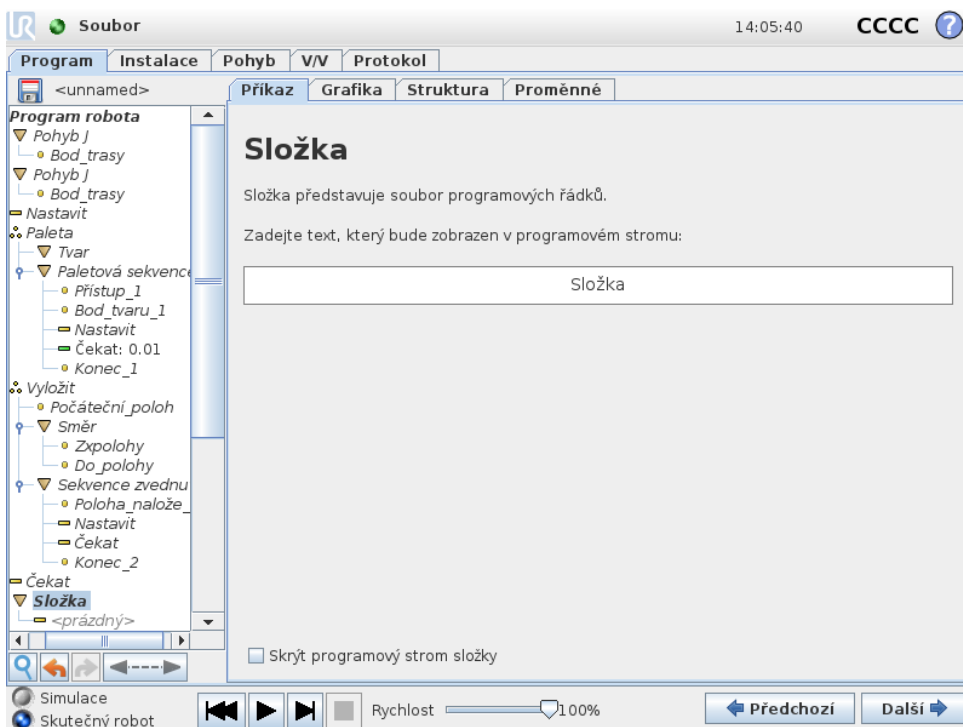 Soubor
14:05:40
CCCC
?
Program Instalace Pohyb V/V Protokol
<unnamed>
Příkaz Grafika Struktura Proměnné
Program robota
Pohyb J
Bod_trasy
Pohyb J
Bod_trasy
Nastavit
Paleta
Tvar
Paletová sekvence
Přístup_1
Bod_tvaru_1
Nastavit
Čekat: 0.01
Konec_1
Vyložit
Počáteční_poloh
Směr
Zxpolohy
Do_polohy
Sekvence zvednu
Poloha_nalože_
Nastavit
Čekat
Konec_2
Čekat
Složka
<prázdný>
Složka
Složka představuje soubor programových řádků.
Zadejte text, který bude zobrazen v programovém stromu:
Složka
Skrýt programový strom složky
Simulace
Skutečný robot
Rychlost 100%
Předchozí
Další